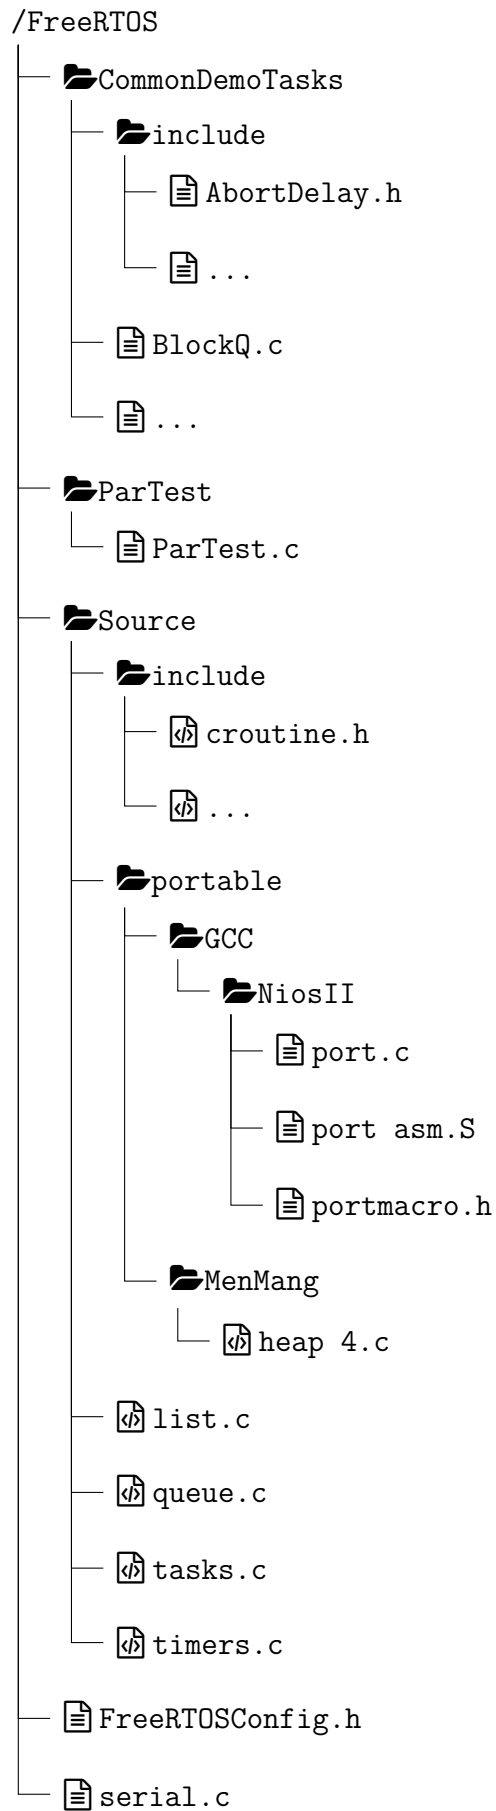 /FreeRTOS
CommonDemoTasks
include
AbortDelay.h
...
BlockQ.c
...
ParTest
ParTest.c
Source
include
croutine.h
...
portable
GCC
NiosII
port.c
port asm.S
portmacro.h
MenMang
heap 4.c
list.c
queue.c
tasks.c
timers.c
FreeRTOSConfig.h
serial.c